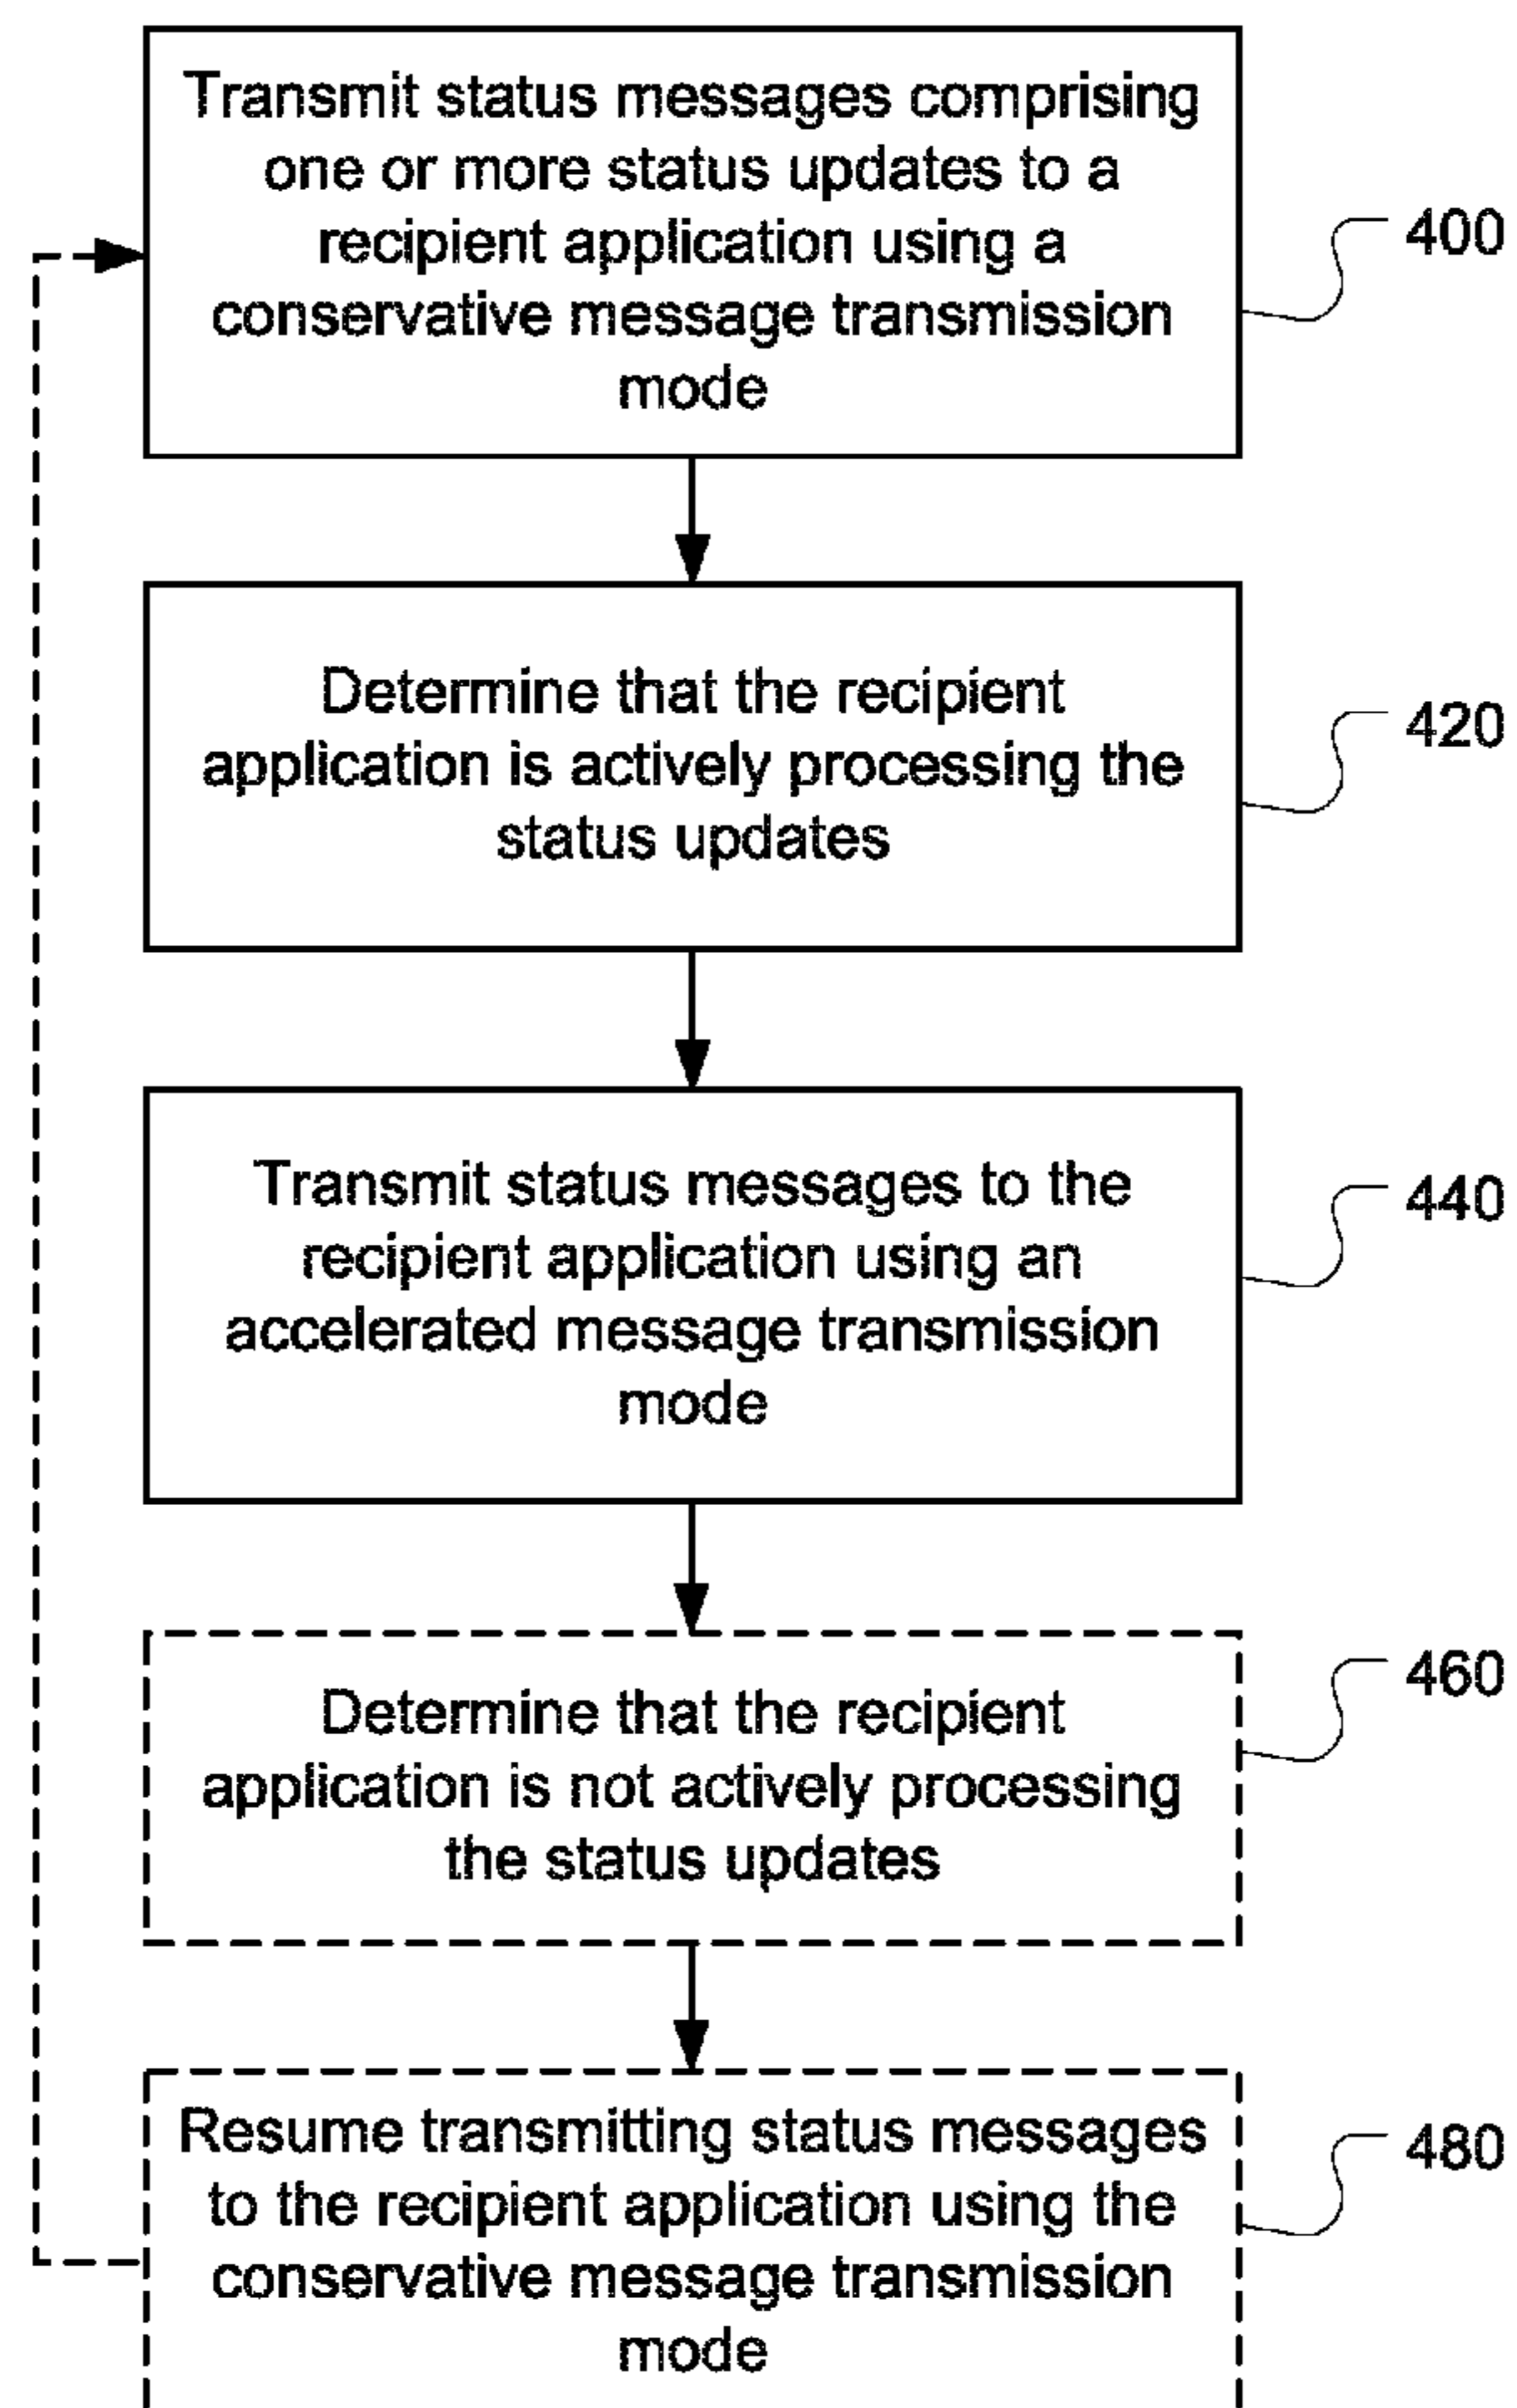 Transmit status messages comprising
one or more status updates to a
recipient application using a
conservative message transmission
mode
400
Determine that the recipient
application is actively processing the
status updates
420
Transmit status messages to the
recipient application using an
accelerated message transmission
mode
440
Determine that the recipient
application is not actively processing
the status updates
460
Resume transmitting status messages
to the recipient application using the
conservative message transmission
mode
480